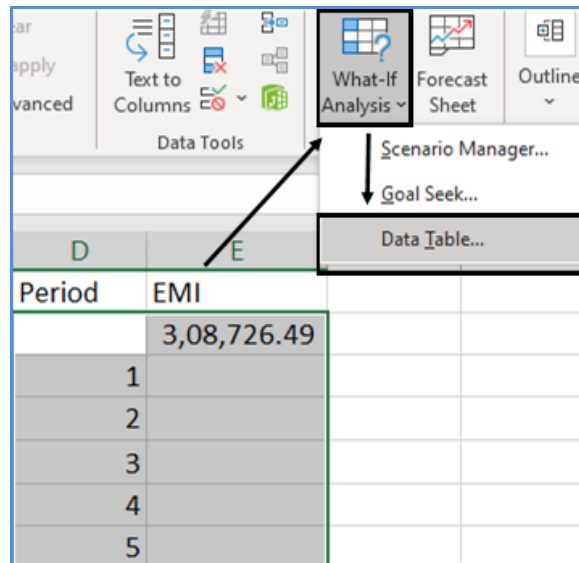 ear
apply
vanced
Text to
Columns
Data Tools
What-If
Analysis
Forecast
Sheet
Outline
Scenario Manager...
Goal Seek...
Data Table...
D E
Period EMI
3,08,726.49
1
2
3
4
5